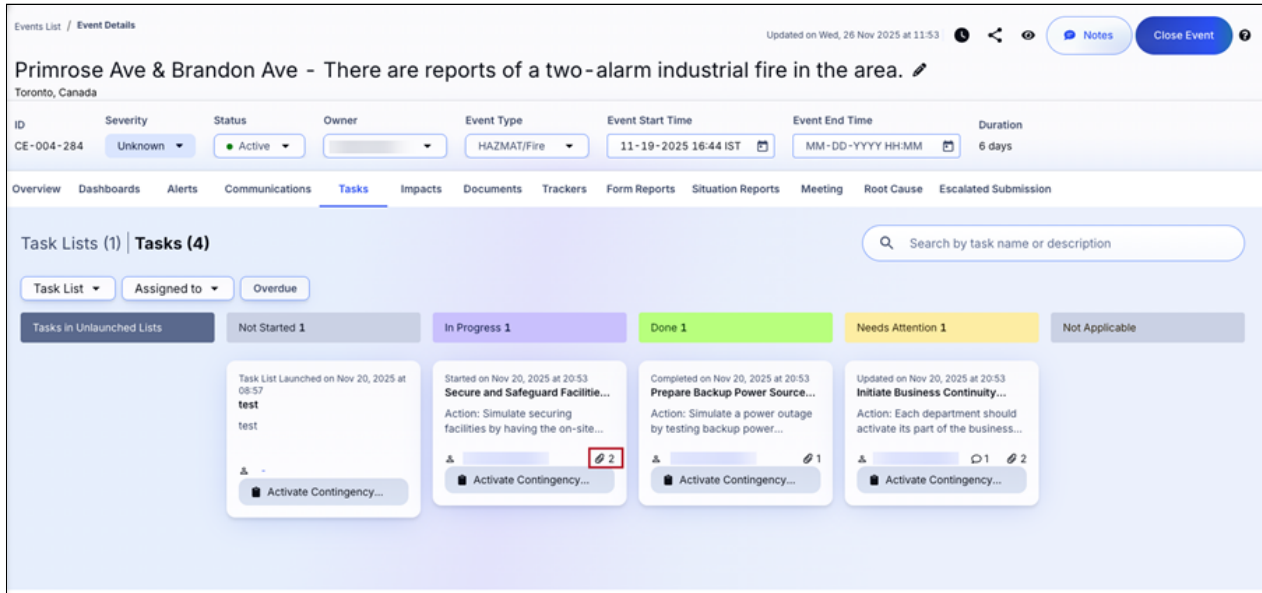 Events List / Event Details
Updated on Wed, 26 Nov 2025 at 11:53
Notes
Close Event
Primrose Ave & Brandon Ave - There are reports of a two-alarm industrial fire in the area.
Toronto, Canada
ID
Severity
Status
Owner
Event Type
Event Start Time
Event End Time
Duration
CE-004-284
Unknown
Active
HAZMAT/Fire
11-19-2025 16:44 IST
MM-DD-YYYY HH:MM
6 days
Overview Dashboards Alerts Communications Tasks Impacts Documents Trackers Form Reports Situation Reports Meeting Root Cause Escalated Submission
Task Lists (1) | Tasks (4)
Search by task name or description
Task List
Assigned to
Overdue
Tasks in Unlaunched Lists
Not Started 1
In Progress 1
Done 1
Needs Attention 1
Not Applicable
Task List Launched on Nov 20, 2025 at
08:57
test
test
-
Activate Contingency...
Started on Nov 20, 2025 at 20:53
Secure and Safeguard Facilitie...
Action: Simulate securing
facilities by having the on-site...
2
Activate Contingency...
Completed on Nov 20, 2025 at 20:53
Prepare Backup Power Source...
Action: Simulate a power outage
by testing backup power...
1
Activate Contingency...
Updated on Nov 20, 2025 at 20:53
Initiate Business Continuity...
Action: Each department should
activate its part of the business...
1 2
Activate Contingency...